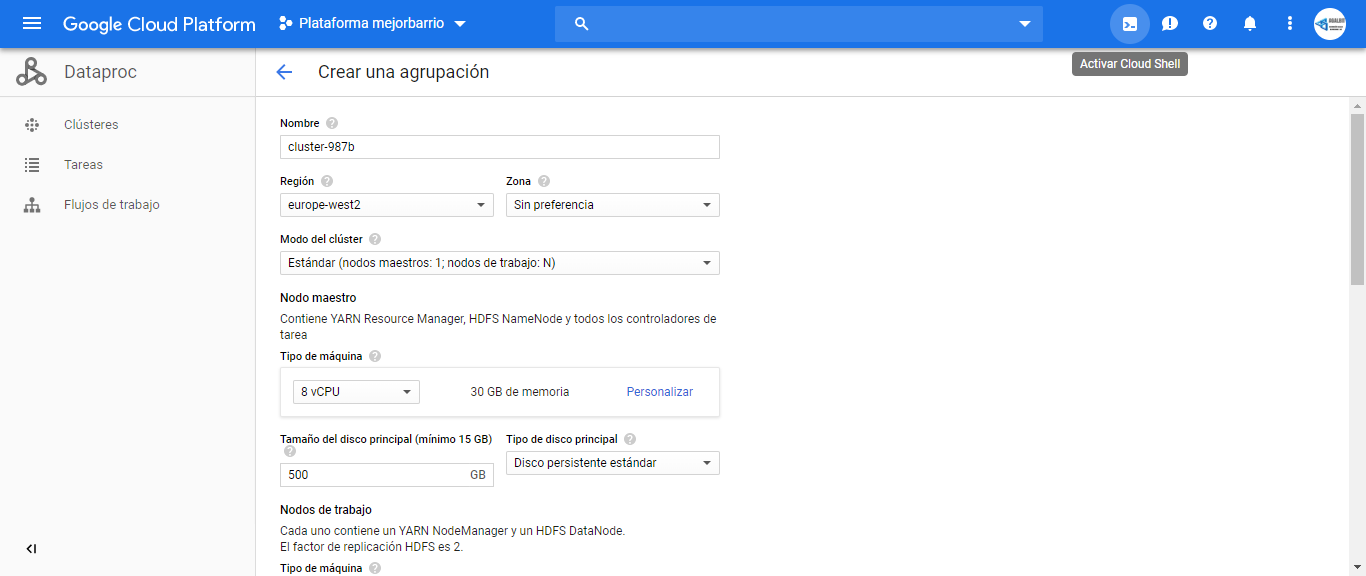 Google Cloud Platform
Plataforma mejorbarrio
Activar Cloud Shell
Dataproc
Crear una agrupación
Clústeres
Tareas
Flujos de trabajo
Nombre
cluster-987b
Región
Zona
europe-west2
Sin preferencia
Modo del clúster
Estándar (nodos maestros: 1; nodos de trabajo: N)
Nodo maestro
Contiene YARN Resource Manager, HDFS NameNode y todos los controladores de
tarea
Tipo de máquina
8 vCPU
30 GB de memoria
Personalizar
Tamaño del disco principal (mínimo 15 GB)
Tipo de disco principal
500
GB
Disco persistente estándar
Nodos de trabajo
Cada uno contiene un YARN NodeManager y un HDFS DataNode.
El factor de replicación HDFS es 2.
Tipo de máquina